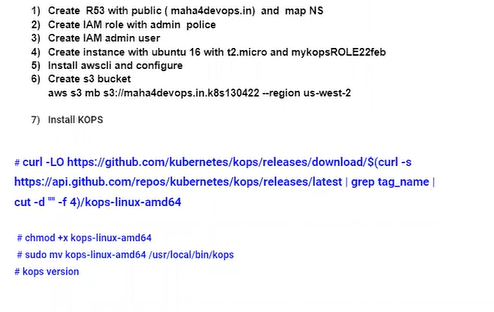 1) Create R53 with public ( maha4devops.in) and map NS
2) Create IAM role with admin police
3) Create IAM admin user
4) Create instance with ubuntu 16 with t2.micro and mykopsROLE22feb
5) Install awscli and configure
6) Create s3 bucket
aws s3 mb s3://maha4devops.in.k8s130422 --region us-west-2
7) Install KOPS
# curl -LO https://github.com/kubernetes/kops/releases/download/$(curl -s
https://api.github.com/repos/kubernetes/kops/releases/latest | grep tag_name |
cut -d '"' -f 4)/kops-linux-amd64
# chmod +x kops-linux-amd64
# sudo mv kops-linux-amd64 /usr/local/bin/kops
# kops version